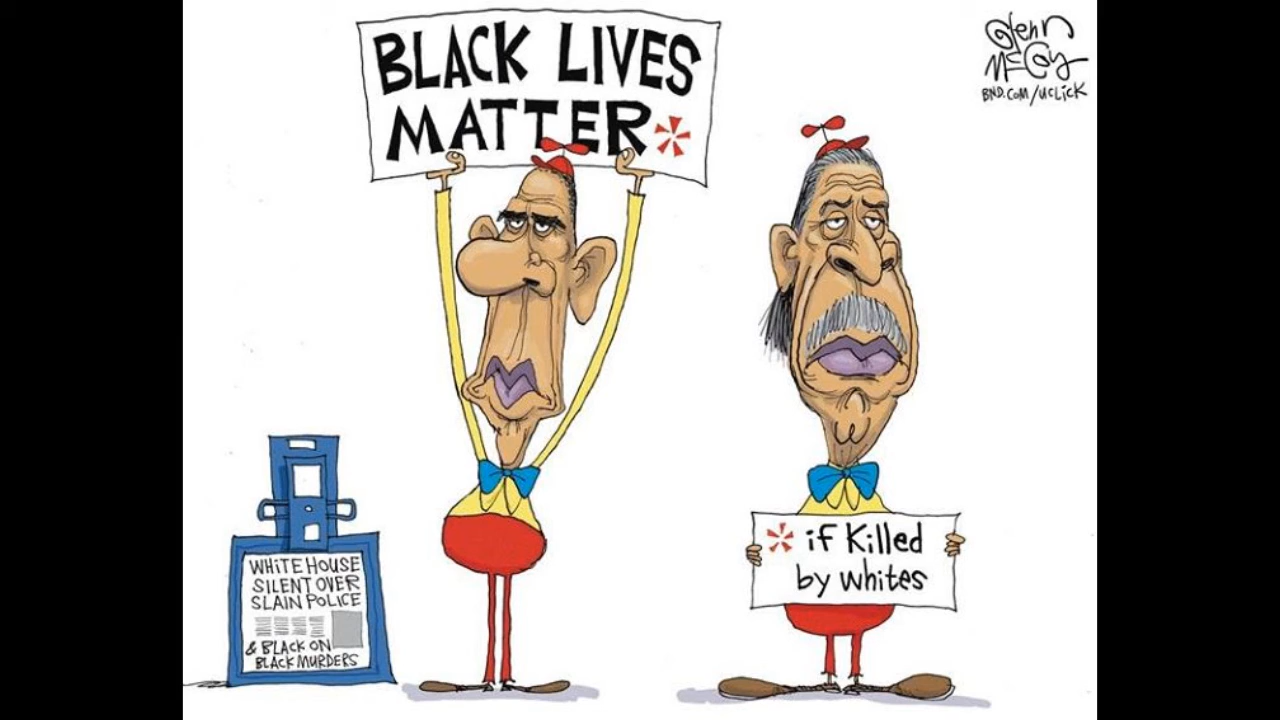 BLACK LIVES
MATTER*
Glenn
McCoy
BND.COM/UCLICK
* if Killed
by whites
WHITE HOUSE
SILENT OVER
SLAIN POLICE
& BLACK ON
BLACK MURDERS